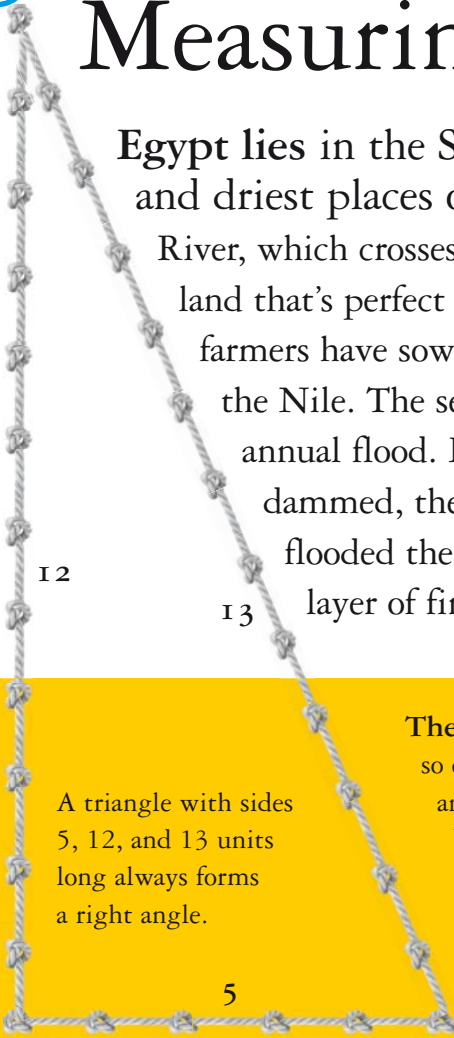 Measurin
Egypt lies in the S
and driest places o
River, which crosses
land that's perfect
farmers have sow
the Nile. The se
annual flood. I
dammed, the
flooded the
layer of fin
12
13
The
so
A triangle with sides
5, 12, and 13 units
long always forms
a right angle.
5